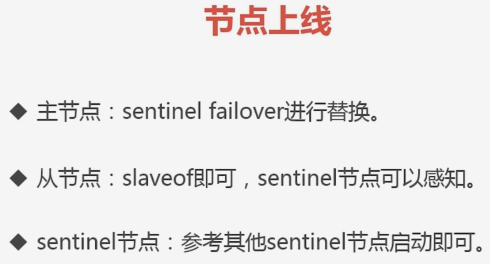 节点上线
◆ 主节点：sentinel failover进行替换。
◆ 从节点：slaveof即可，sentinel节点可以感知。
◆ sentinel节点：参考其他sentinel节点启动即可。